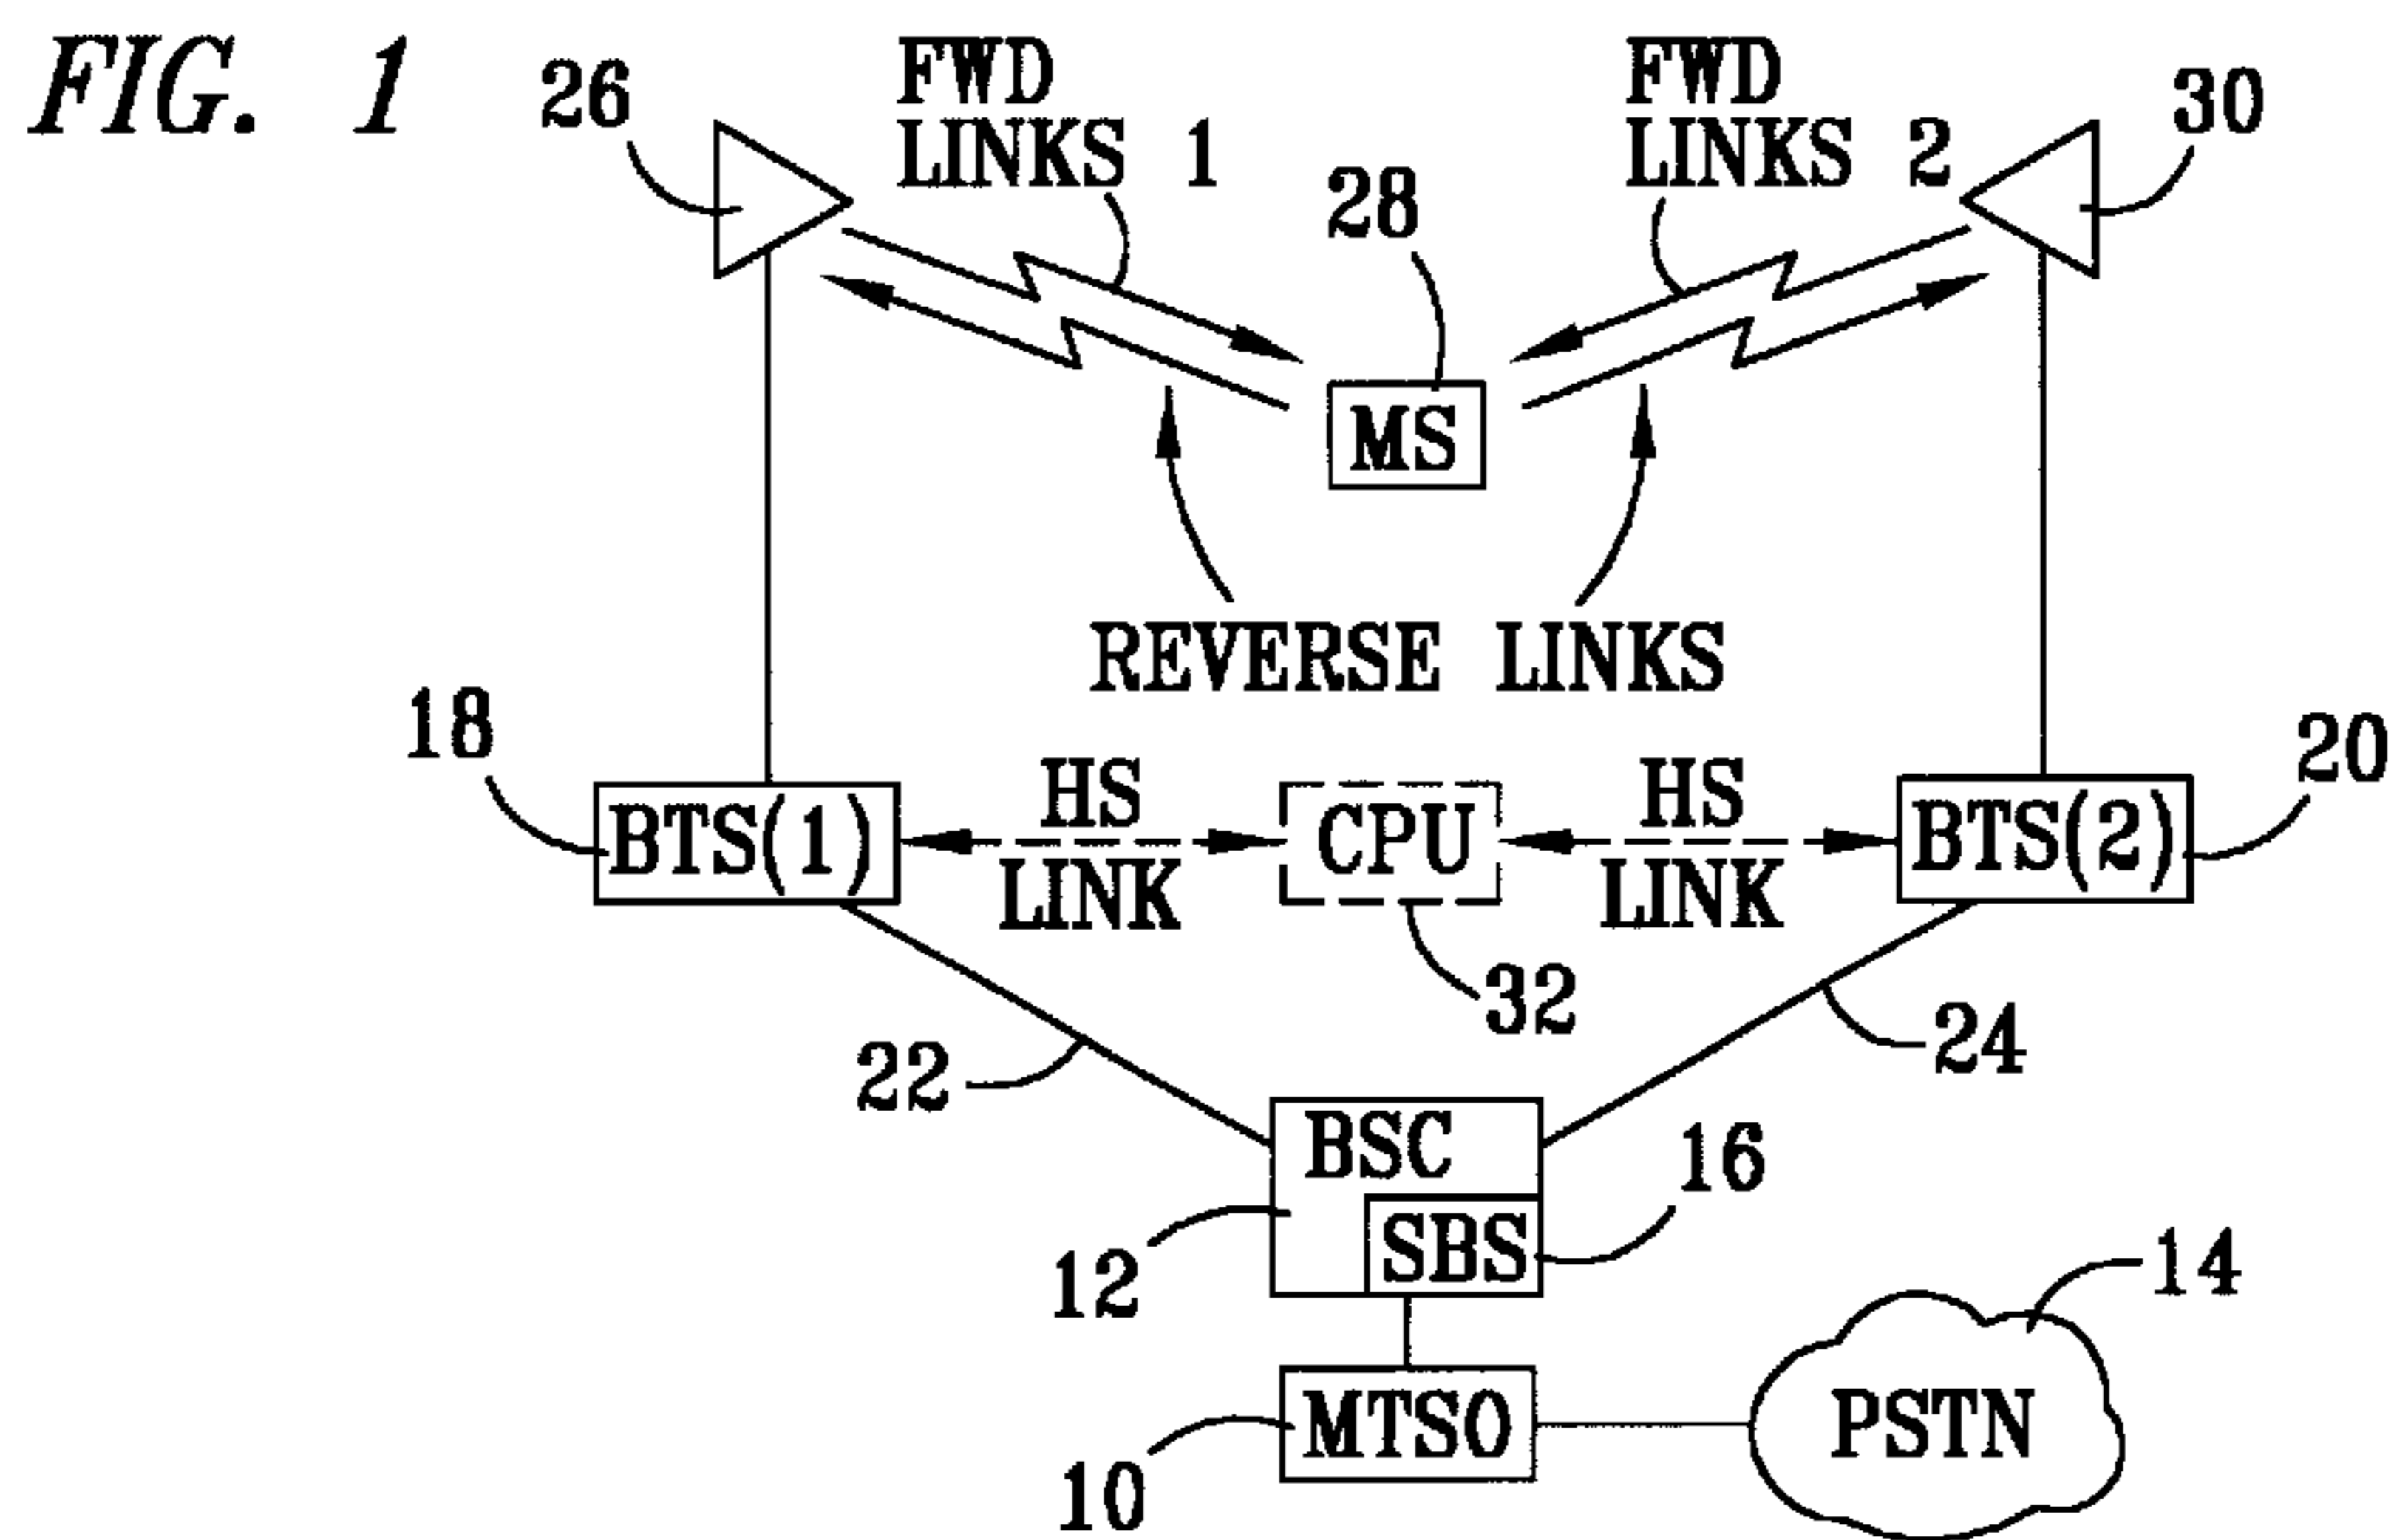 FIG. 1
26
FWD
LINKS 1
FWD
LINKS 2
30
28
MS
REVERSE LINKS
18
20
BTS(1)
HS
LINK
CPU
HS
LINK
BTS(2)
32
22
24
BSC
16
SBS
12
14
MTSO
PSTN
10